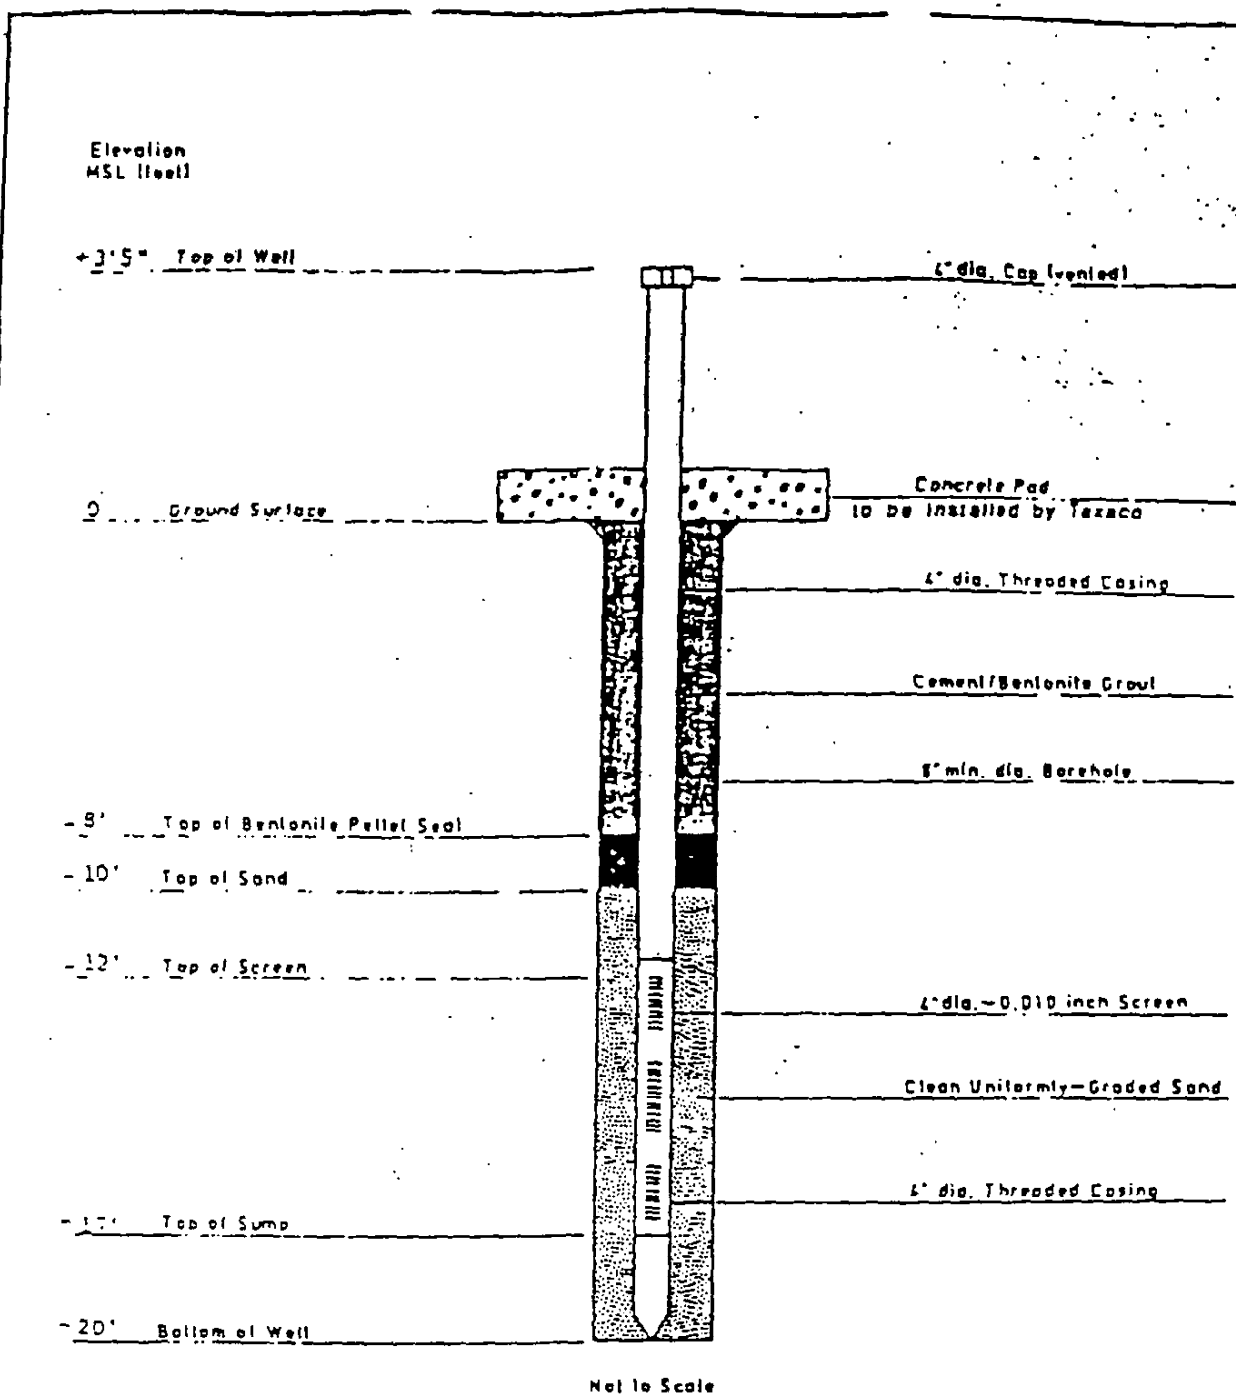 Elevation
MSL (feet)
+3'5" Top of Well
4" dia. Cap (vented)
Concrete Pad
0 Ground Surface
to be Installed by Texaco
4" dia. Threaded Casing
Cement/Bentonite Grout
8" min. dia. Borehole
-8' Top of Bentonite Pellet Seal
-10' Top of Sand
-12' Top of Screen
4" dia.-0.010 inch Screen
Clean Uniformly-Graded Sand
4" dia. Threaded Casing
-17' Top of Sump
-20' Bottom of Well
Not to Scale